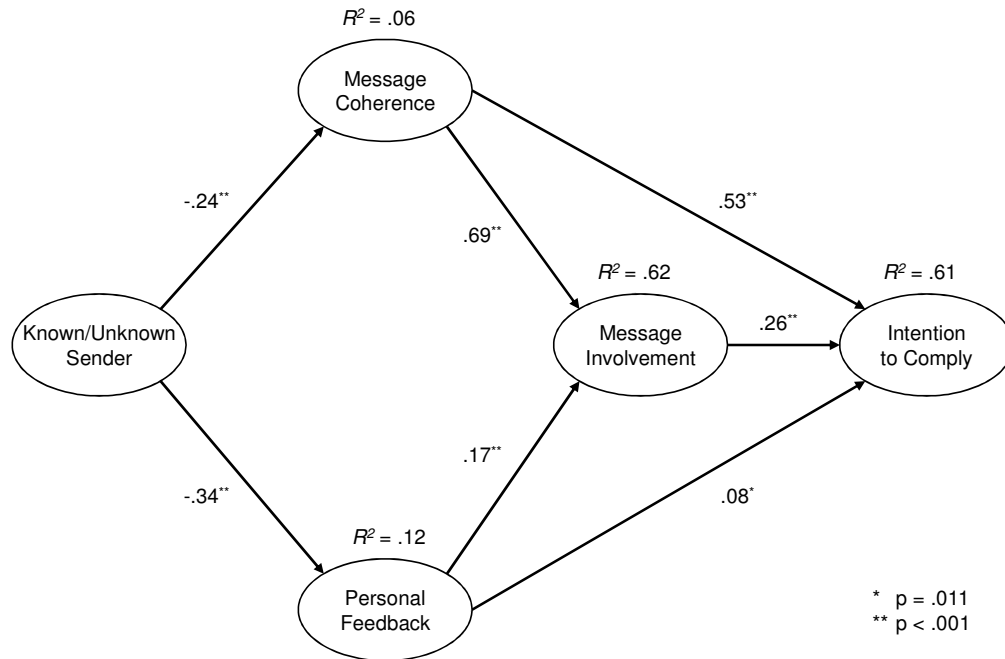 R² = .06
Message
Coherence
-.24**
.53**
.69**
R² = .62
R² = .61
Known/Unknown
Sender
Message
Involvement
.26**
Intention
to Comply
.17**
-.34**
.08*
R² = .12
Personal
Feedback
* p = .011
** p < .001